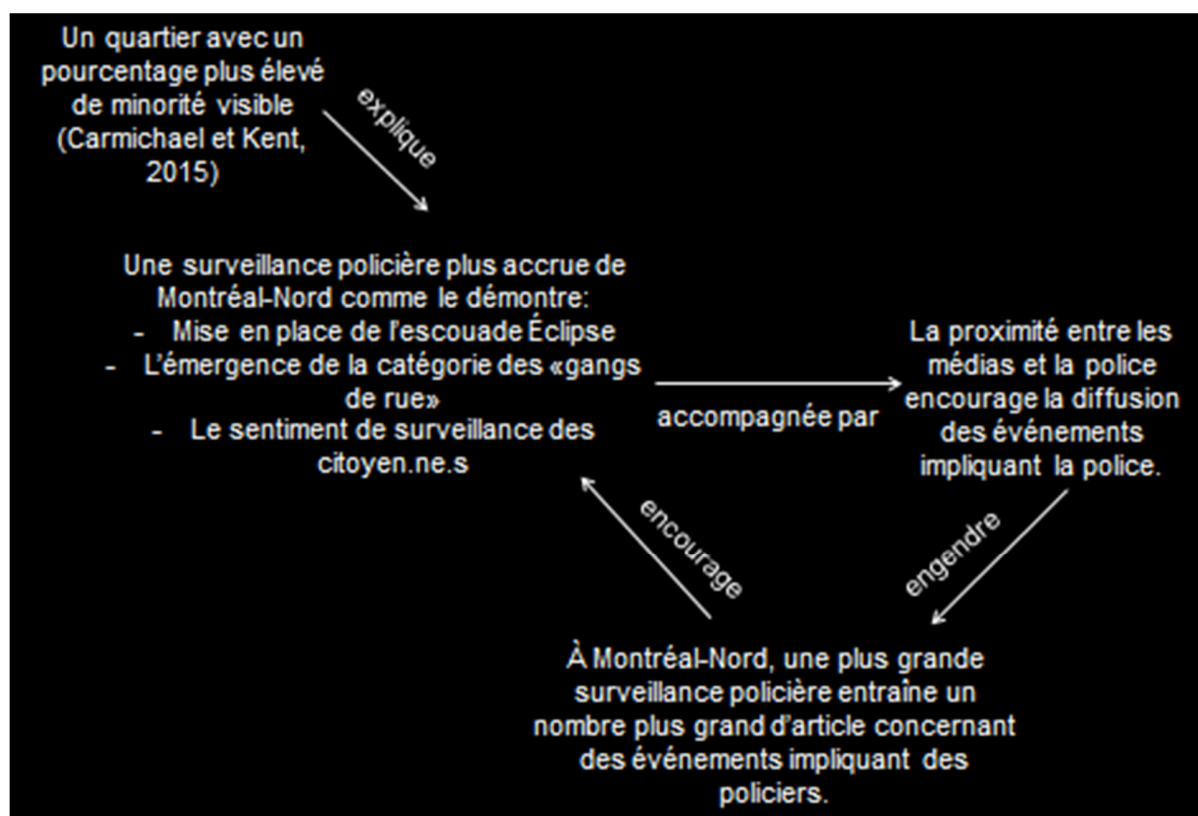 Un quartier avec un
pourcentage plus élevé
de minorité visible
(Carmichael et Kent,
2015)
explique
Une surveillance policière plus accrue de
Montréal-Nord comme le démontre:
- Mise en place de l'escouade Éclipse
- L'émergence de la catégorie des «gangs
de rue»
- Le sentiment de surveillance des
citoyen.ne.s
accompagnée par
La proximité entre les
médias et la police
encourage la diffusion
des événements
impliquant la police.
engendre
À Montréal-Nord, une plus grande
surveillance policière entraîne un
nombre plus grand d'article concernant
des événements impliquant des
policiers.
encourage